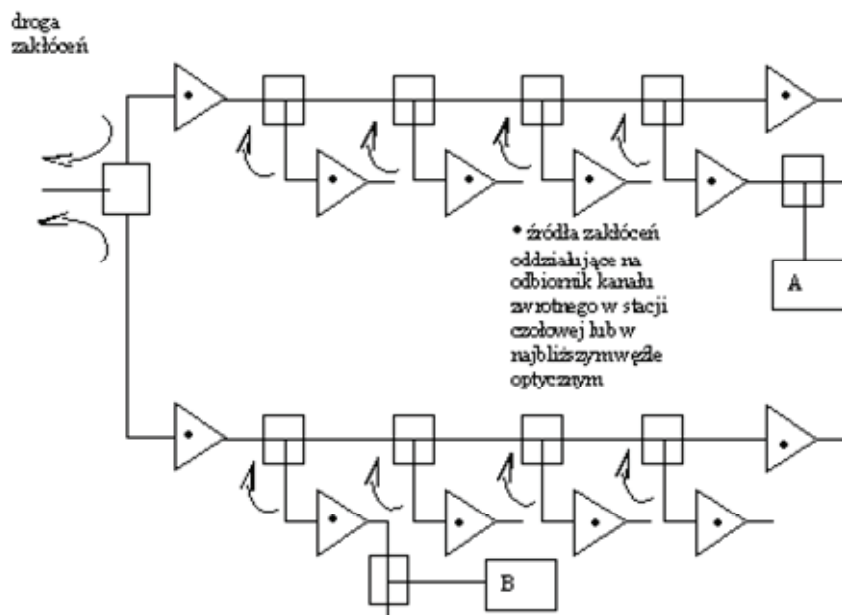 droga
zakłóceń
• źródła zakłóceń
oddziałujące na
odbiornik kanału
zwrotnego w stacji
czołowej lub w
najbliższym węźle
optycznym
A
B